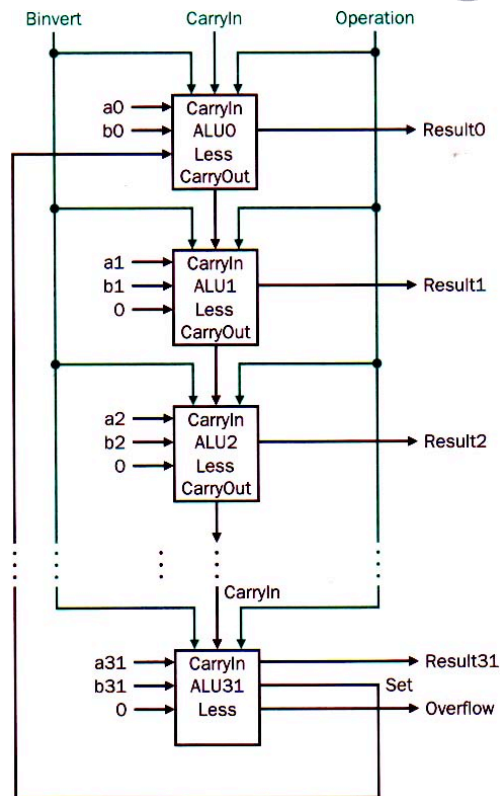 Binvert CarryIn Operation
a0 CarryIn
b0 ALU0 Result0
Less
CarryOut
a1 CarryIn
b1 ALU1 Result1
0 Less
CarryOut
a2 CarryIn
b2 ALU2 Result2
0 Less
CarryOut
CarryIn
a31 CarryIn Result31
b31 ALU31 Set
0 Less Overflow